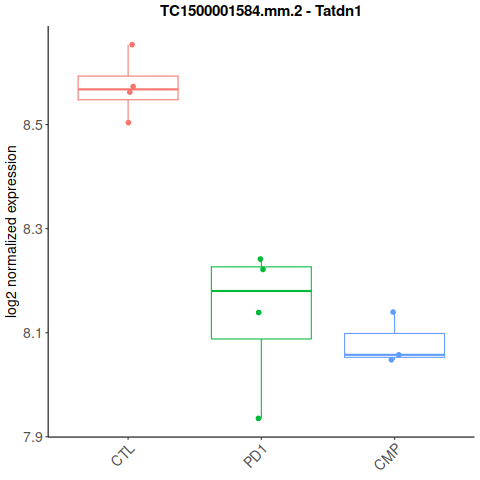 TC1500001584.mm.2 - Tatdn1
log2 normalized expression
8.5
8.3
8.1
7.9
CTL
PD1
CMP